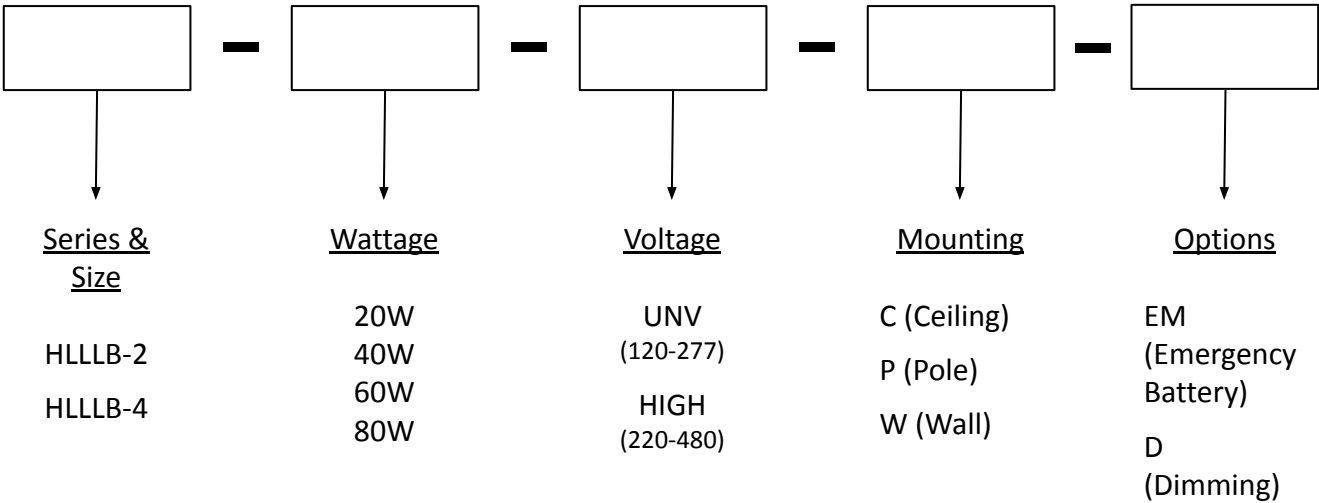 Series &
Size
HLLLB-2
HLLLB-4
Wattage
20W
40W
60W
80W
Voltage
UNV
(120-277)
HIGH
(220-480)
Mounting
C (Ceiling)
P (Pole)
W (Wall)
Options
EM
(Emergency
Battery)
D
(Dimming)